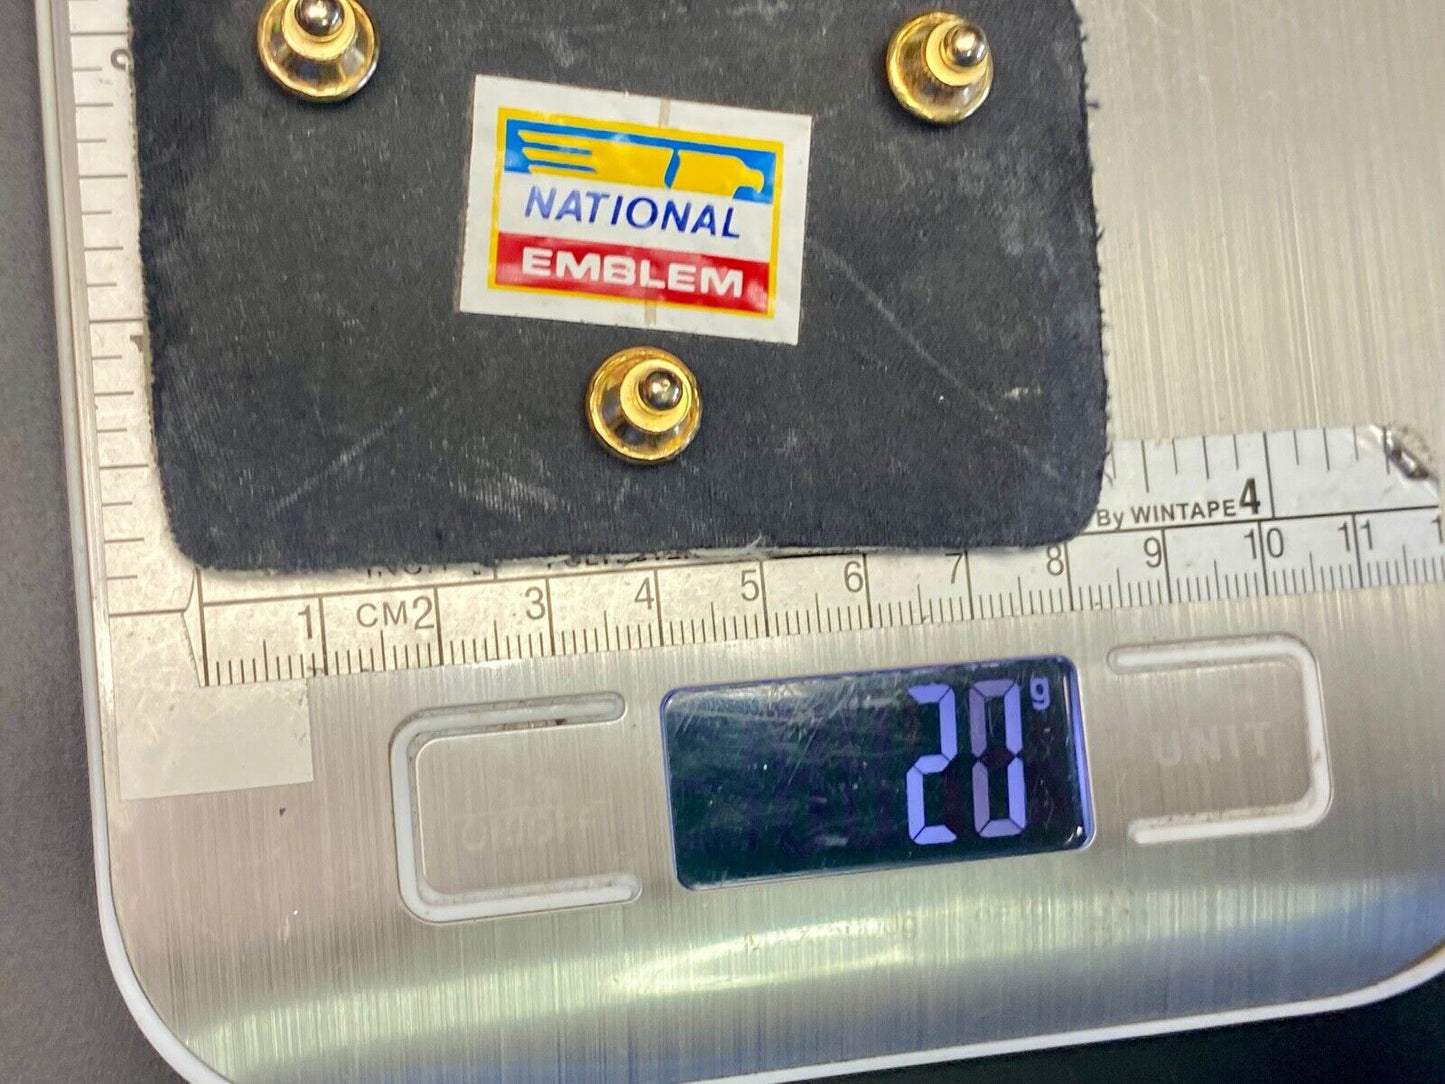 NATIONAL
EMBLEM
By WINTAPE 4
1 CM 2 3 4 5 6 7 8 9 10 11
20 g
UNIT